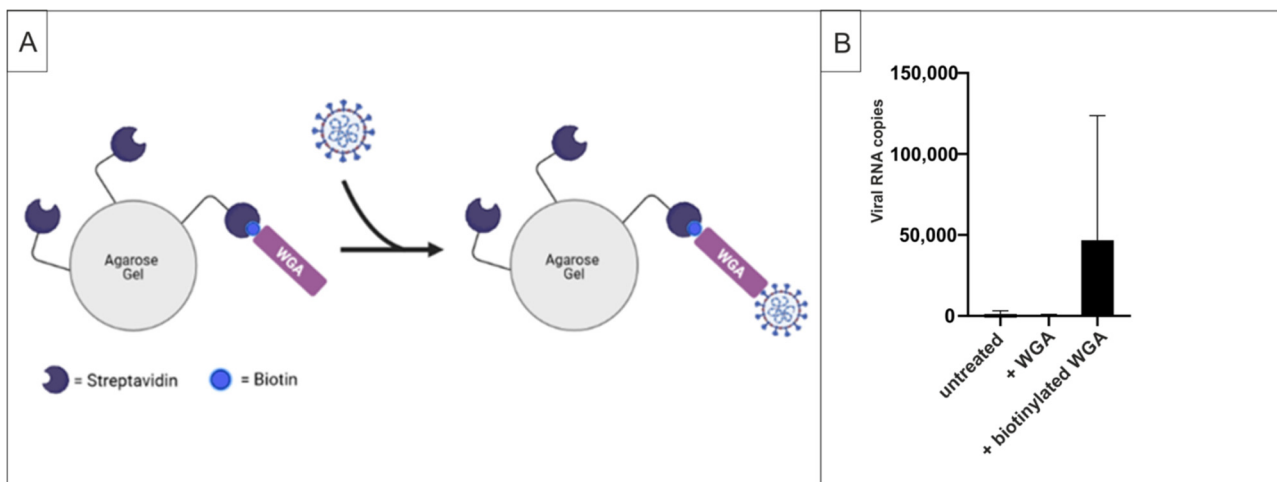 A
Agarose
Gel
WGA
Agarose
Gel
WGA
= Streptavidin
= Biotin
B
Viral RNA copies
150,000
100,000
50,000
0
untreated
+ WGA
+ biotinylated WGA